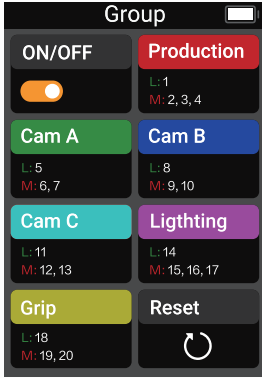 Group
ON/OFF
Production
L: 1
M: 2, 3, 4
Cam A
L: 5
M: 6, 7
Cam B
L: 8
M: 9, 10
Cam C
L: 11
M: 12, 13
Ligthting
L: 14
M: 15, 16, 17
Grip
L: 18
M: 19, 20
Reset